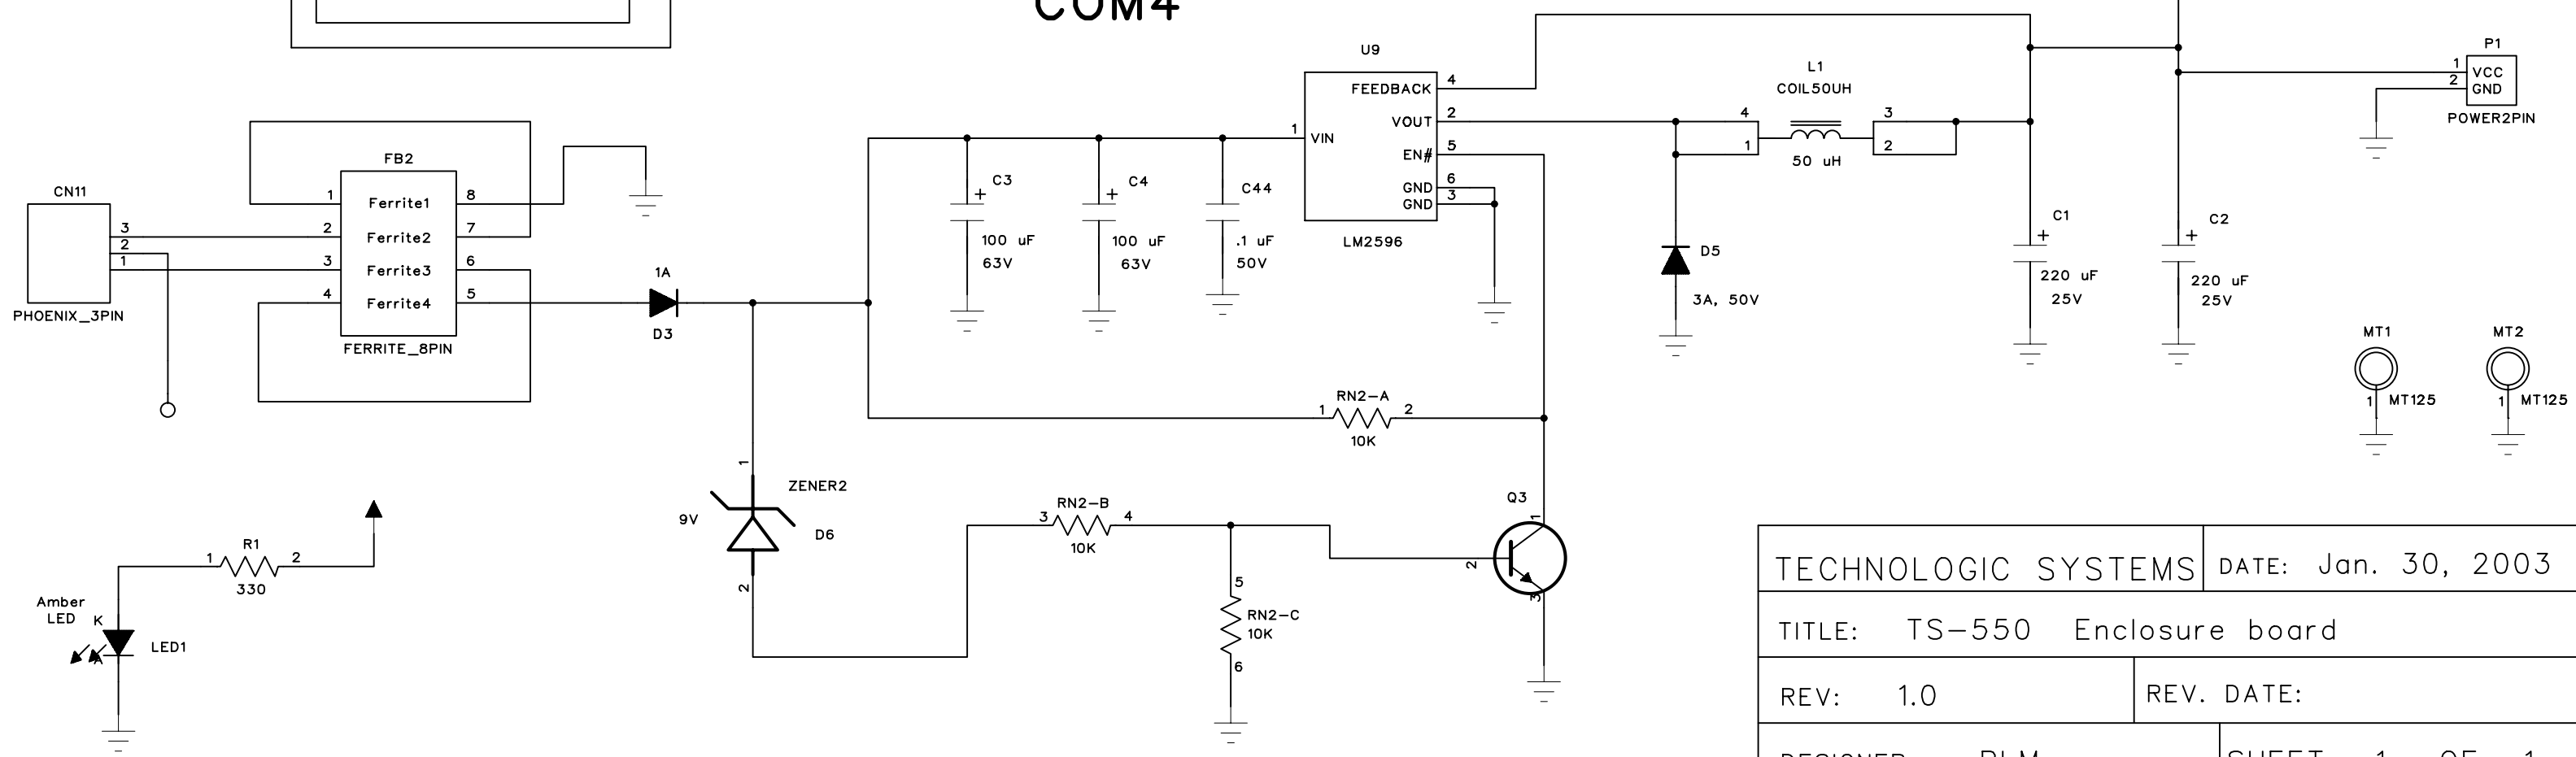 COM4
CN11
3
2
1
PHOENIX_3PIN
FB2
1 Ferrite1 8
2 Ferrite2 7
3 Ferrite3 6
4 Ferrite4 5
FERRITE_8PIN
1A
D3
C3
+
100 uF
63V
C4
+
100 uF
63V
C44
.1 uF
50V
U9
1 VIN
FEEDBACK 4
VOUT 2
EN# 5
GND 6
GND 3
LM2596
L1
COIL50UH
4 3
1 2
50 uH
D5
3A, 50V
C1
+
220 uF
25V
C2
+
220 uF
25V
P1
1 VCC
2 GND
POWER2PIN
MT1
1 MT125
MT2
1 MT125
RN2-A
1 2
10K
ZENER2
1
9V
D6
2
RN2-B
3 4
10K
5
RN2-C
10K
6
Q3
1
2
3
R1
1 2
330
Amber
LED
K
A
LED1
TECHNOLOGIC SYSTEMS DATE: Jan. 30, 2003
TITLE: TS-550 Enclosure board
REV: 1.0 REV. DATE:
DESIGNER RLM SHEET 1 OF 1